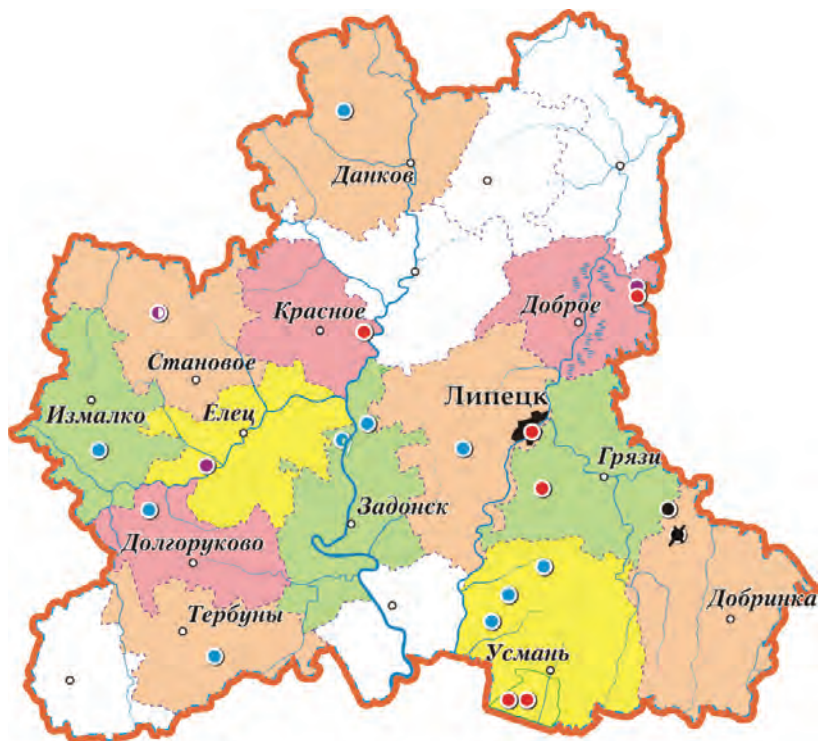 Данков
Красное
Доброе
Становое
Измалко
Елец
Липецк
Грязи
Задонск
Долгоруково
Тербуны
Добринка
Усмань